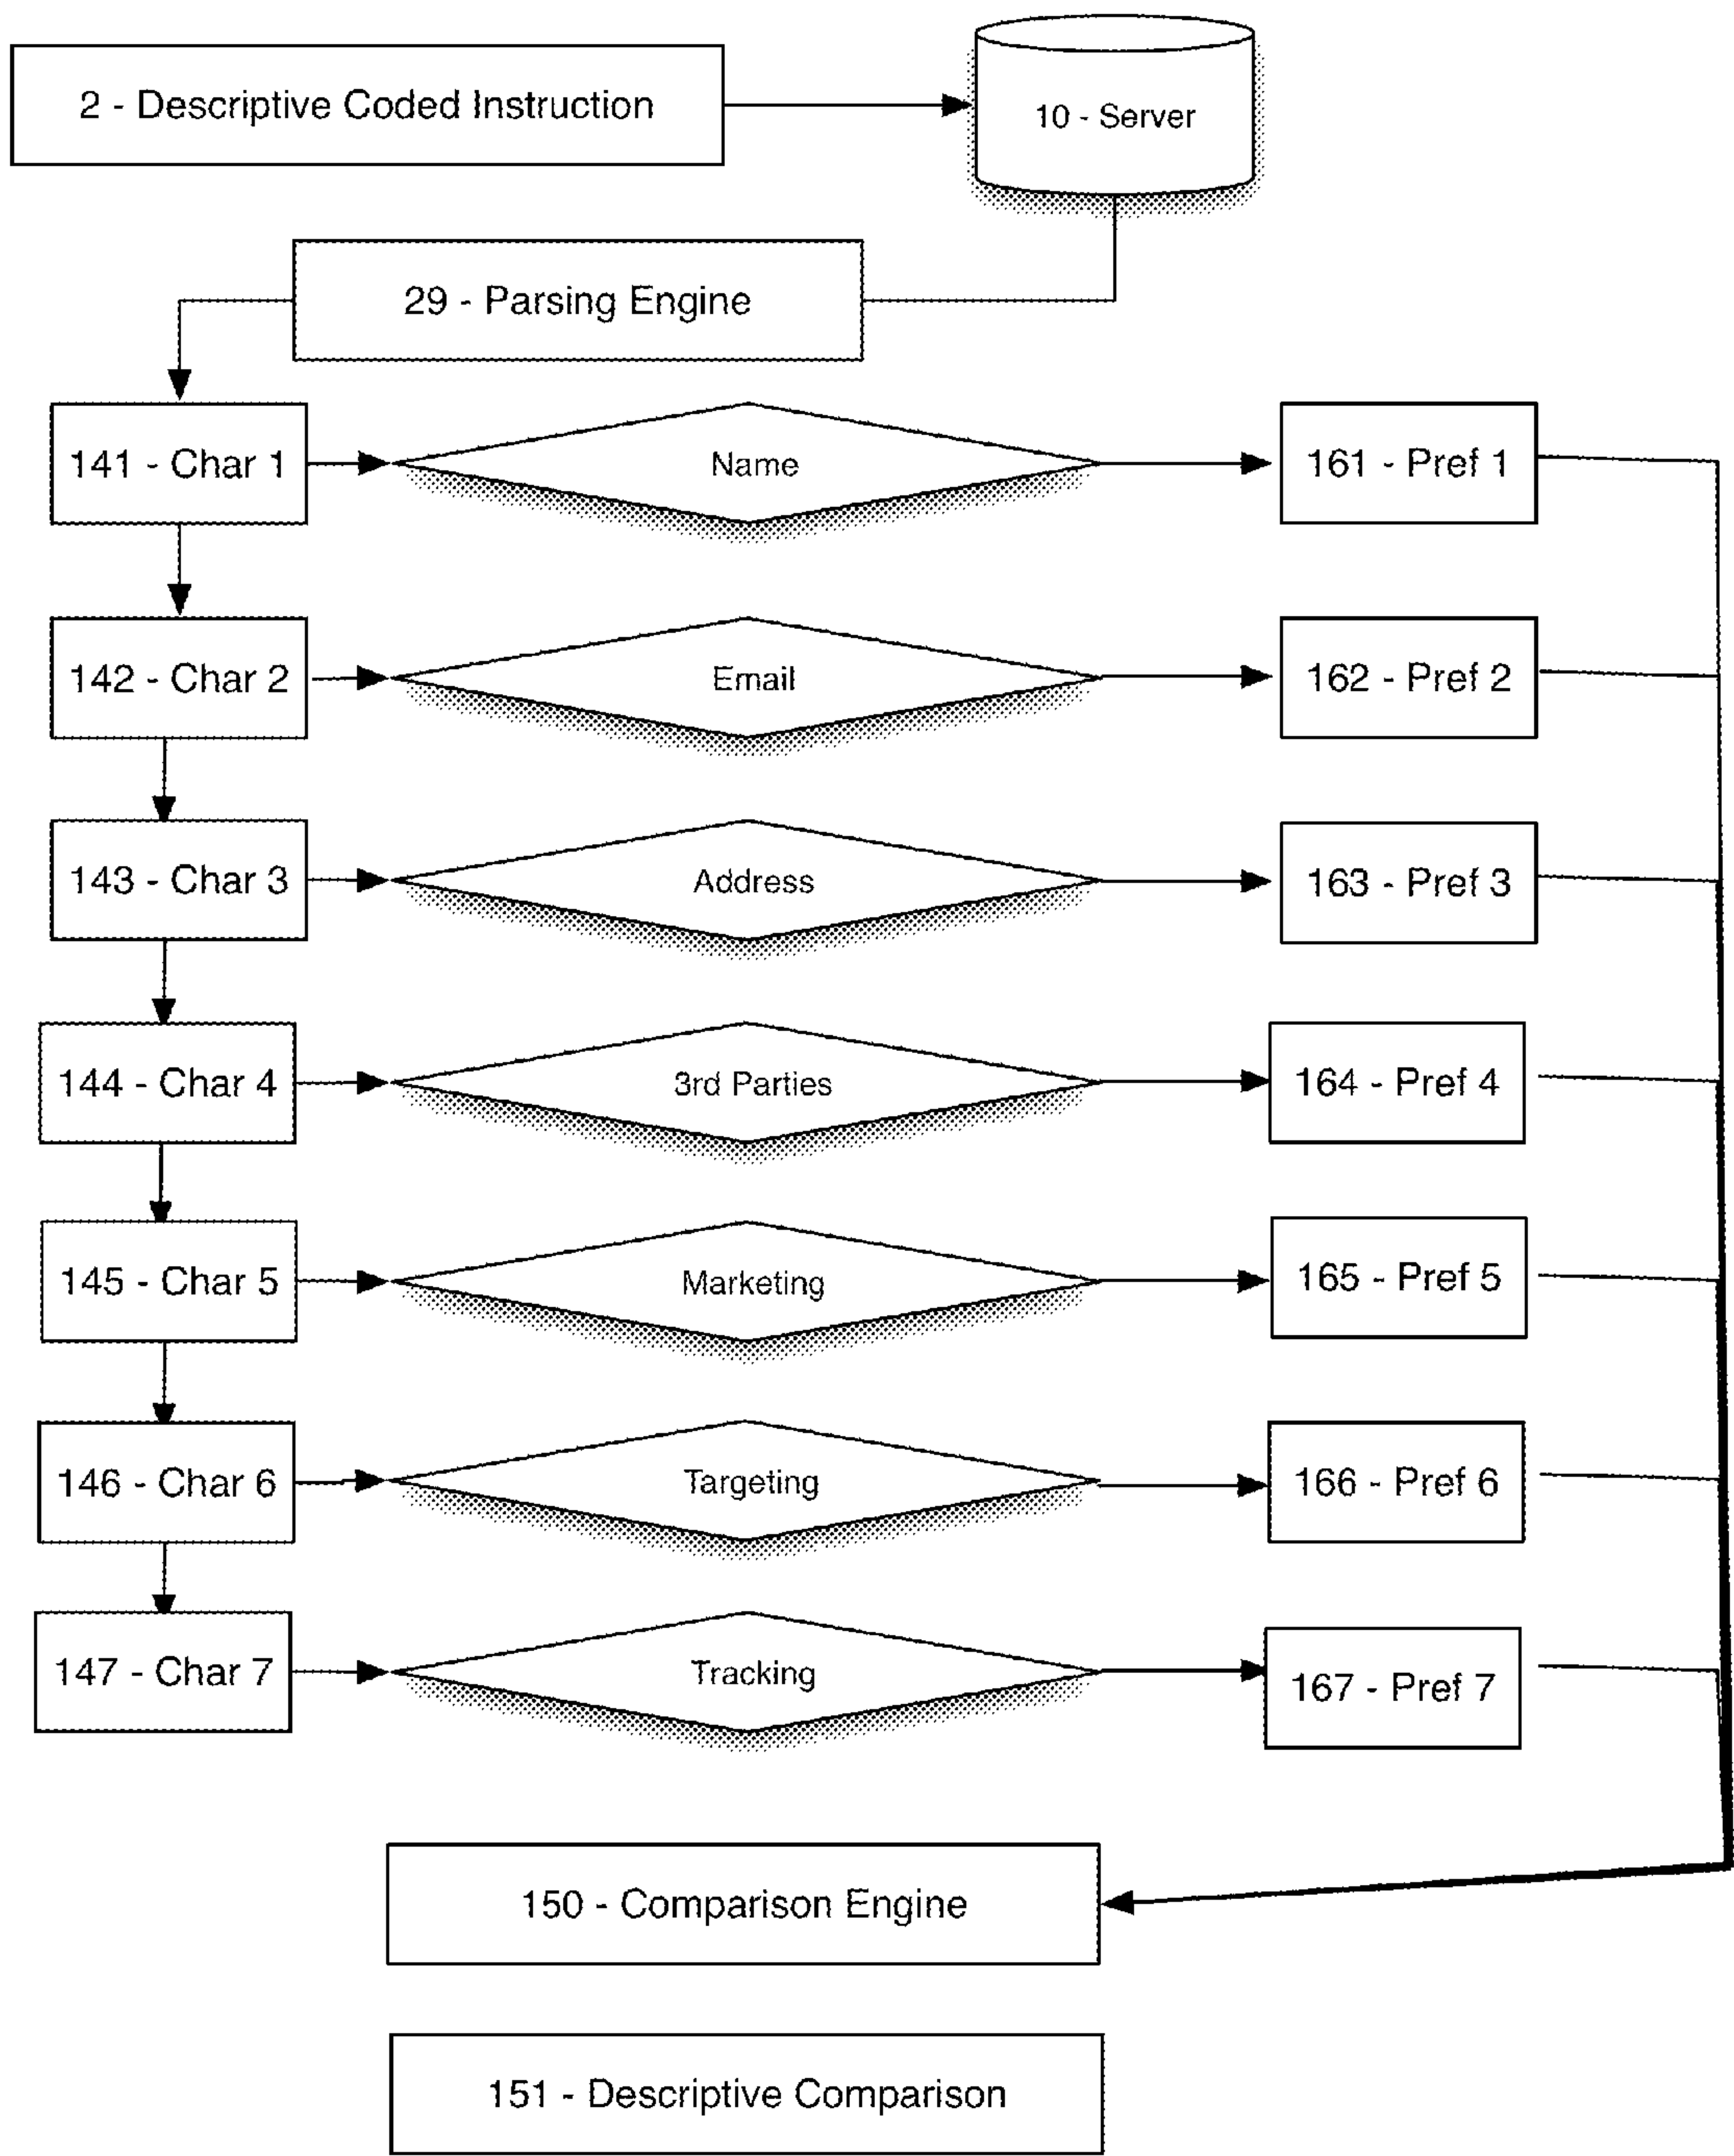 2 - Descriptive Coded Instruction
10 - Server
29 - Parsing Engine
141 - Char 1
Name
161 - Pref 1
142 - Char 2
Email
162 - Pref 2
143 - Char 3
Address
163 - Pref 3
144 - Char 4
3rd Parties
164 - Pref 4
145 - Char 5
Marketing
165 - Pref 5
146 - Char 6
Targeting
166 - Pref 6
147 - Char 7
Tracking
167 - Pref 7
150 - Comparison Engine
151 - Descriptive Comparison